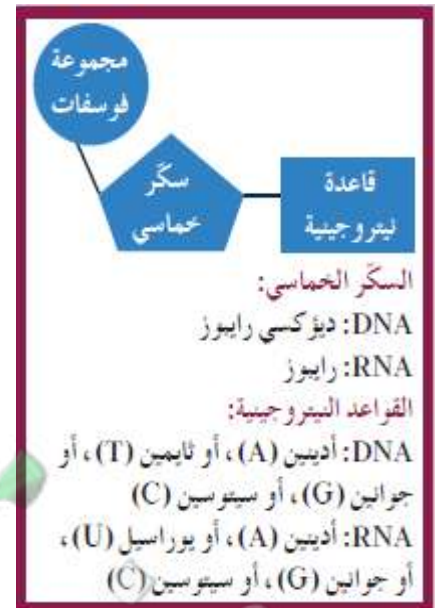 مجموعة
فوسفات
سكّر
خماسي
قاعدة
نيتروجينية
السكّر الخماسي:
DNA: ديؤكسي رايبوز
RNA: رايبوز
القواعد النيتروجينية:
DNA: أدينين (A)، أو ثايمين (T)، أو
جوانين (G)، أو سيتوسين (C)
RNA: أدينين (A)، أو يوراسيل (U)،
أو جوانين (G)، أو سيتوسين (C)